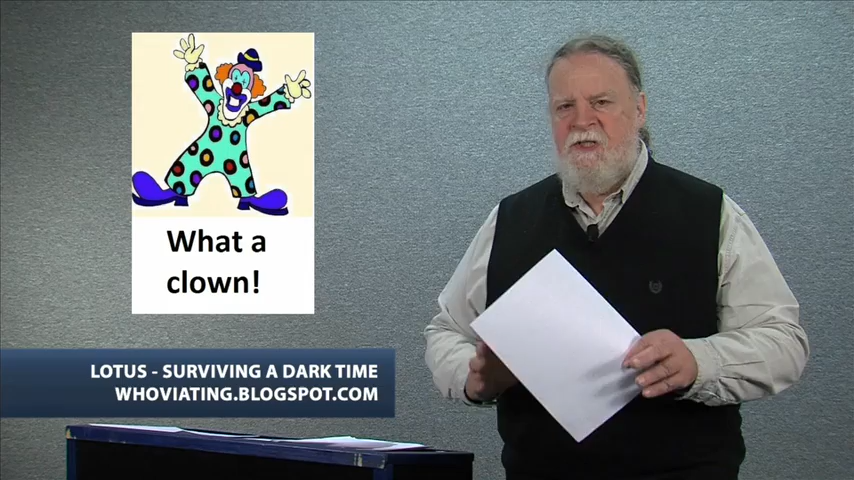 What a
clown!
LOTUS - SURVIVING A DARK TIME
WHOVIATING.BLOGSPOT.COM